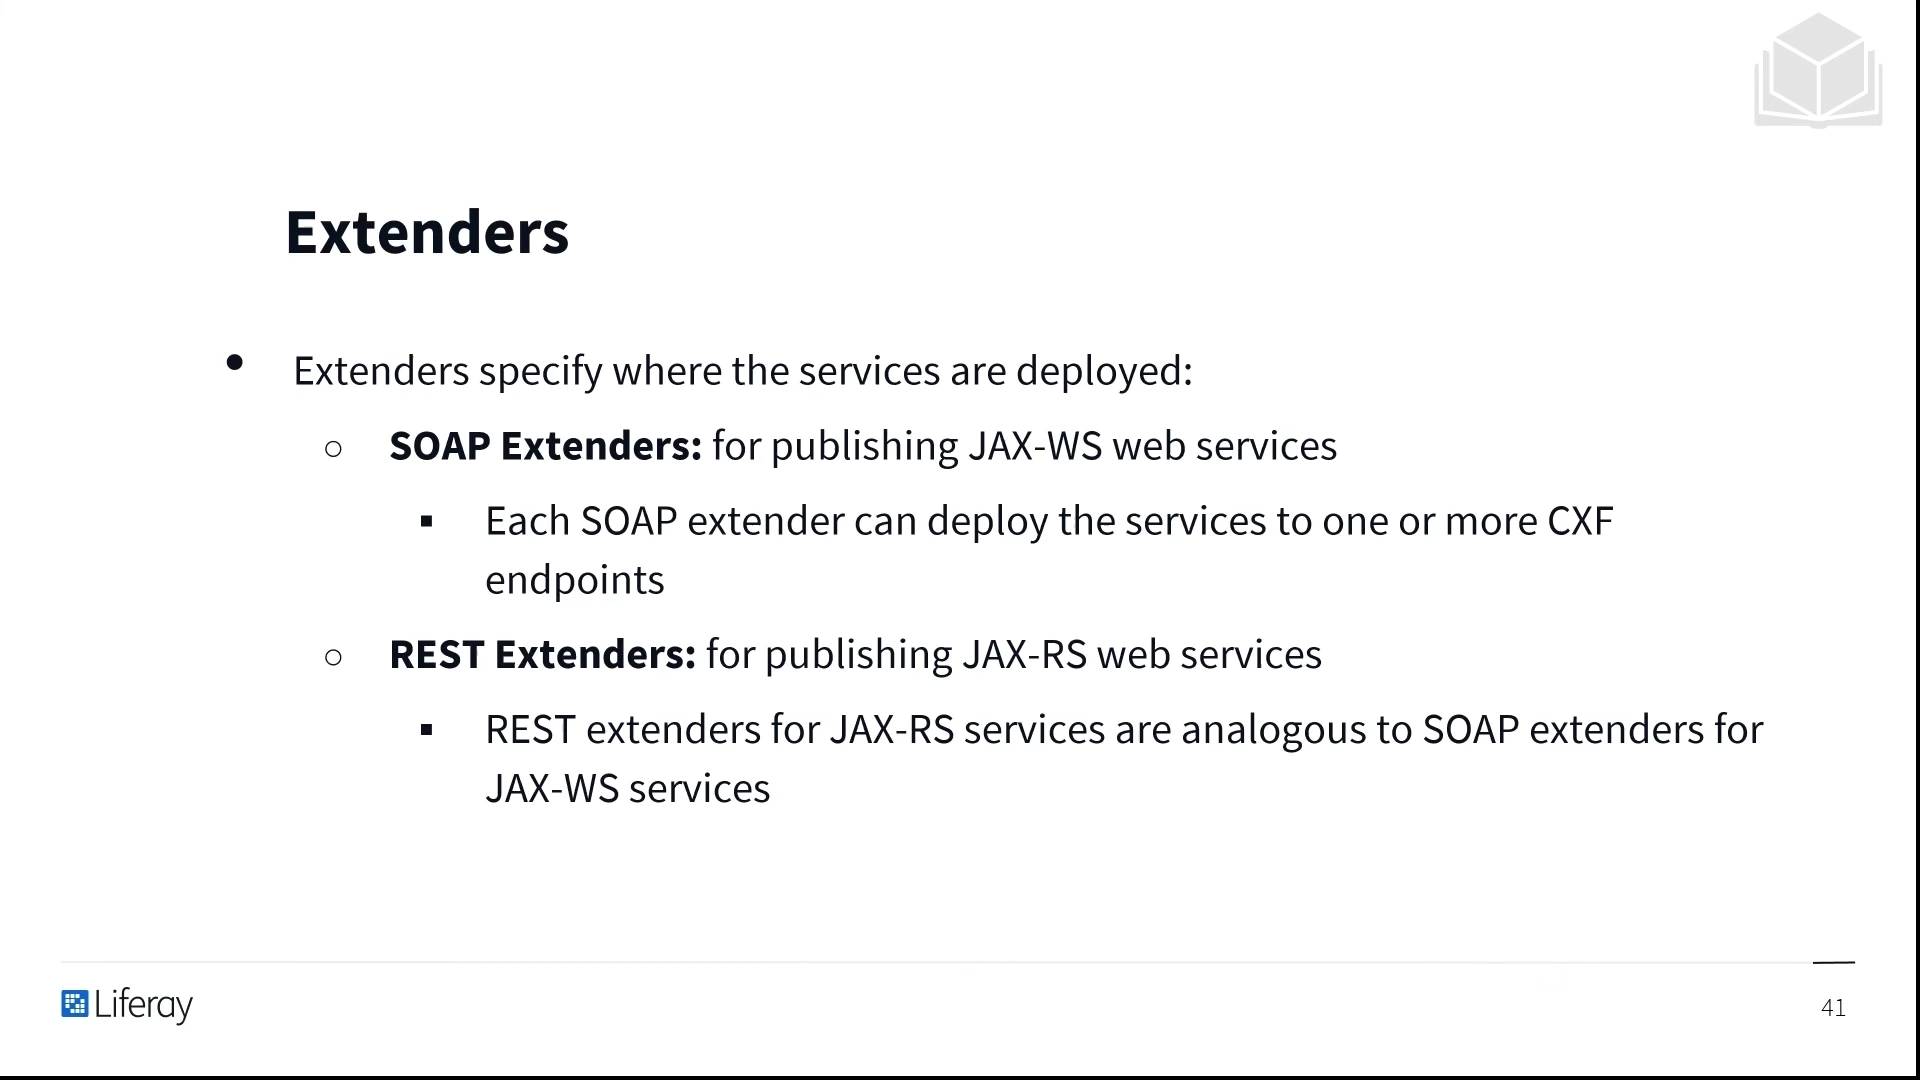 Extenders
• Extenders specify where the services are deployed:
○ SOAP Extenders: for publishing JAX-WS web services
▪ Each SOAP extender can deploy the services to one or more CXF
endpoints
○ REST Extenders: for publishing JAX-RS web services
▪ REST extenders for JAX-RS services are analogous to SOAP extenders for
JAX-WS services
Liferay
41